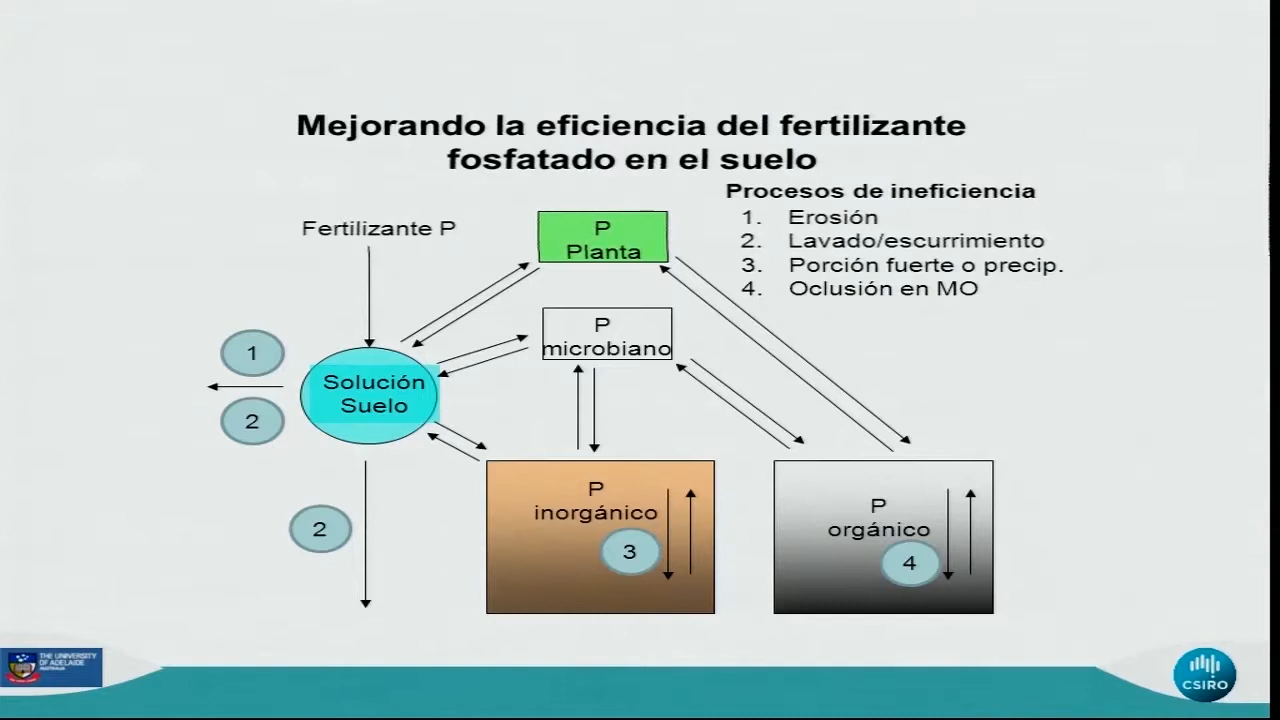 Mejorando la eficiencia del fertilizante
fosfatado en el suelo
Procesos de ineficiencia
1. Erosión
2. Lavado/escurrimiento
3. Porción fuerte o precip.
4. Oclusión en MO
Fertilizante P
P
Planta
P
microbiano
1
Solución
Suelo
2
2
P
inorgánico
3
P
orgánico
4
THE UNIVERSITY
OF ADELAIDE
AUSTRALIA
CSIRO